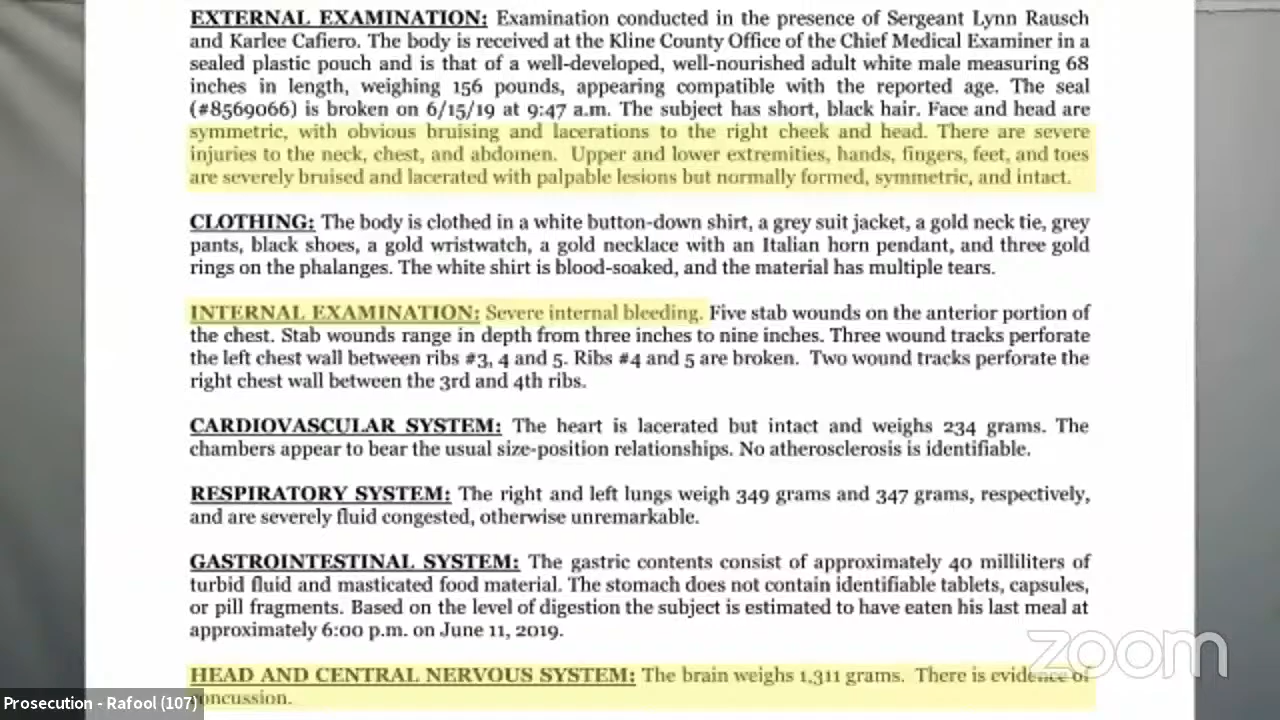 EXTERNAL EXAMINATION: Examination conducted in the presence of Sergeant Lynn Rausch
and Karlee Cafiero. The body is received at the Kline County Office of the Chief Medical Examiner in a
sealed plastic pouch and is that of a well-developed, well-nourished adult white male measuring 68
inches in length, weighing 156 pounds, appearing compatible with the reported age. The seal
(#8569066) is broken on 6/15/19 at 9:47 a.m. The subject has short, black hair. Face and head are
symmetric, with obvious bruising and lacerations to the right cheek and head. There are severe
injuries to the neck, chest, and abdomen. Upper and lower extremities, hands, fingers, feet, and toes
are severely bruised and lacerated with palpable lesions but normally formed, symmetric, and intact.
CLOTHING: The body is clothed in a white button-down shirt, a grey suit jacket, a gold neck tie, grey
pants, black shoes, a gold wristwatch, a gold necklace with an Italian horn pendant, and three gold
rings on the phalanges. The white shirt is blood-soaked, and the material has multiple tears.
INTERNAL EXAMINATION: Severe internal bleeding. Five stab wounds on the anterior portion of
the chest. Stab wounds range in depth from three inches to nine inches. Three wound tracks perforate
the left chest wall between ribs #3, 4 and 5. Ribs #4 and 5 are broken. Two wound tracks perforate the
right chest wall between the 3rd and 4th ribs.
CARDIOVASCULAR SYSTEM: The heart is lacerated but intact and weighs 234 grams. The
chambers appear to bear the usual size-position relationships. No atherosclerosis is identifiable.
RESPIRATORY SYSTEM: The right and left lungs weigh 349 grams and 347 grams, respectively,
and are severely fluid congested, otherwise unremarkable.
GASTROINTESTINAL SYSTEM: The gastric contents consist of approximately 40 milliliters of
turbid fluid and masticated food material. The stomach does not contain identifiable tablets, capsules,
or pill fragments. Based on the level of digestion the subject is estimated to have eaten his last meal at
approximately 6:00 p.m. on June 11, 2019.
HEAD AND CENTRAL NERVOUS SYSTEM: The brain weighs 1,311 grams. There is evidence of
concussion.
zoom
Prosecution - Rafool (107)